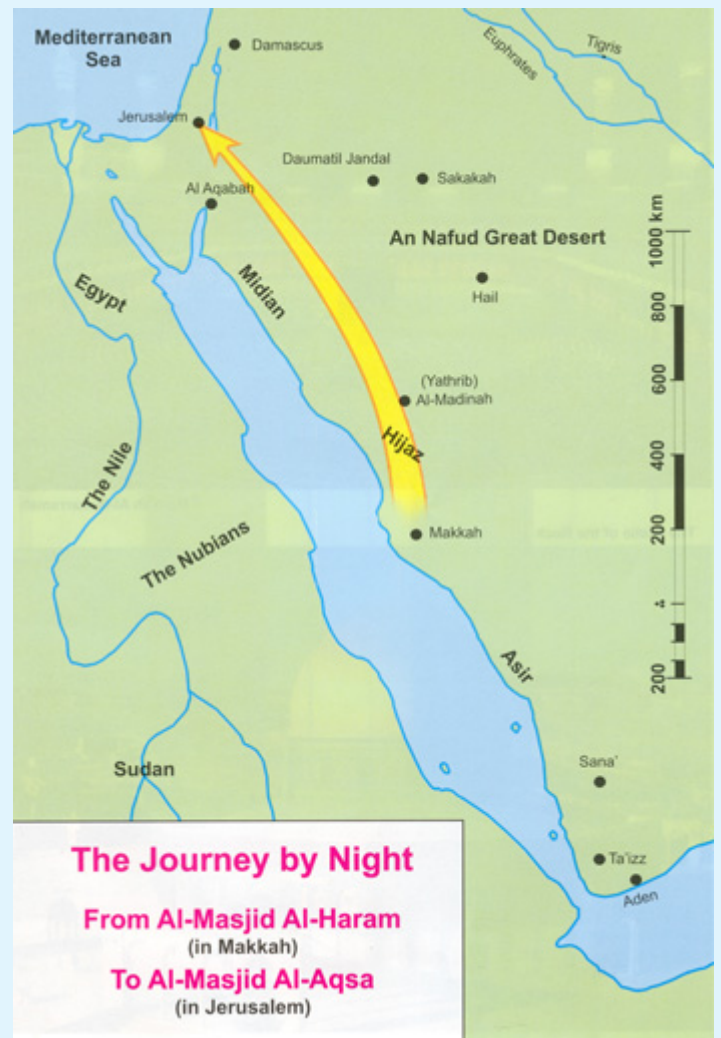 Mediterranean
Sea
Damascus
Tigris
Euphrates
Jerusalem
Daumatil Jandal
Sakakah
Al Aqabah
An Nafud Great Desert
Hail
Midian
Egypt
(Yathrib)
Al-Madinah
Hijaz
The Nile
Makkah
The Nubians
Asir
Sudan
Sana'
Ta'izz
Aden
1000 km
800
600
400
200
200
The Journey by Night
From Al-Masjid Al-Haram
(in Makkah)
To Al-Masjid Al-Aqsa
(in Jerusalem)